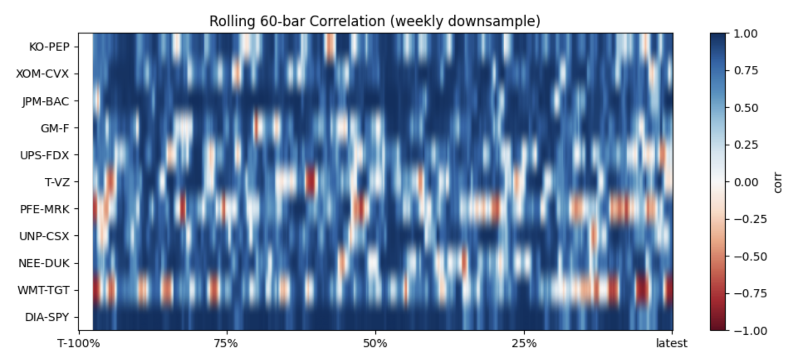 Rolling 60-bar Correlation (weekly downsample)
KO-PEP
XOM-CVX
JPM-BAC
GM-F
UPS-FDX
T-VZ
PFE-MRK
UNP-CSX
NEE-DUK
WMT-TGT
DIA-SPY
T-100%
75%
50%
25%
latest
1.00
0.75
0.50
0.25
0.00
−0.25
−0.50
−0.75
−1.00
corr